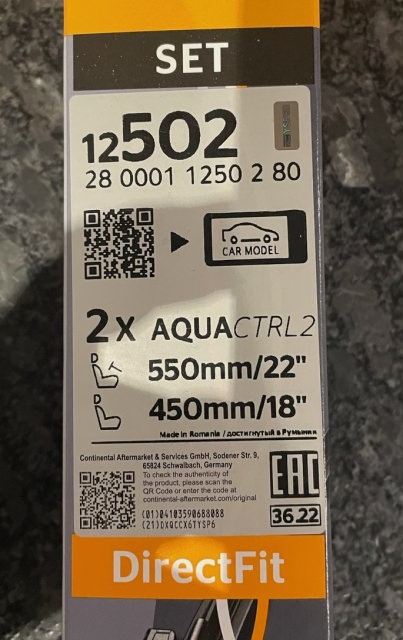 SET
12502
28 0001 1250 2 80
CAR MODEL
2x AQUACTRL2
D 550mm/22"
D 450mm/18"
Made in Romania / достигнутый в Румынии
Continental Aftermarket & Services GmbH, Sodener Str. 9,
65824 Schwalbach, Germany
To check the authenticity of
the product, please scan the
QR Code or enter the code at
continental-aftermarket.com/original
(01)04103590688088
(21)DXQCCX6TYSP6
EAC
36.22
DirectFit